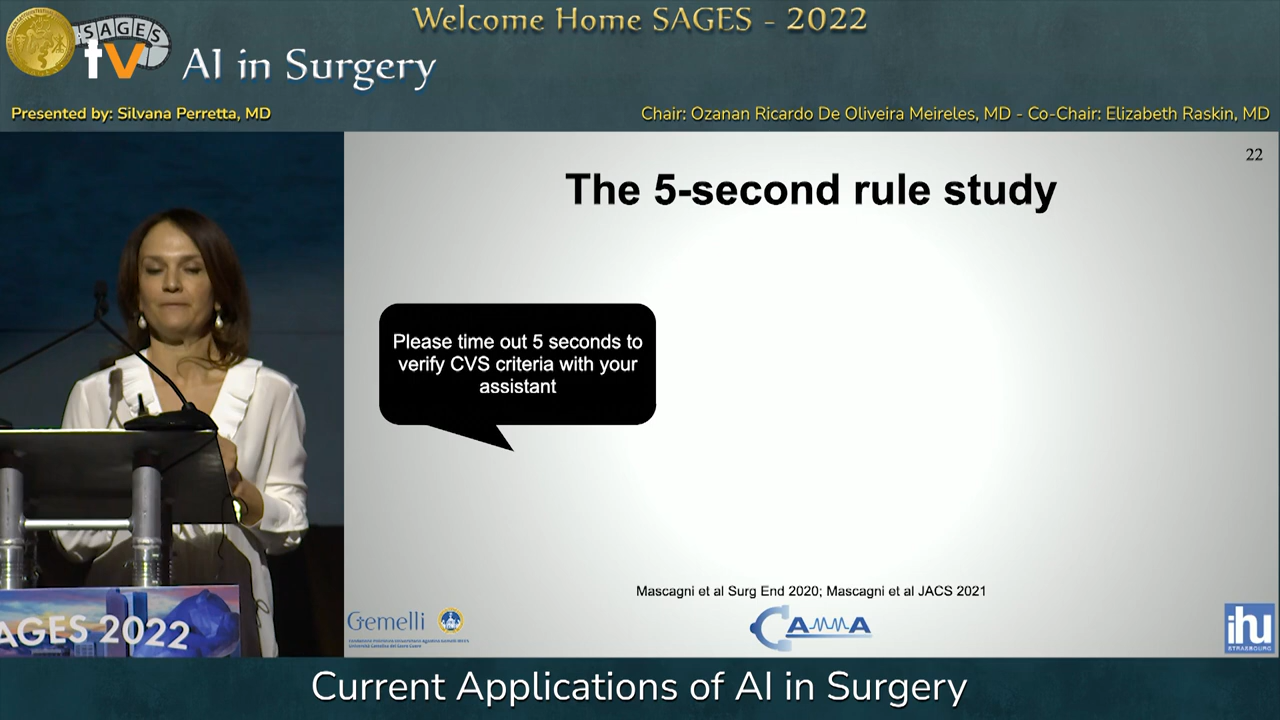 Welcome Home SAGES - 2022
SAGES
tv
AI in Surgery
Presented by: Silvana Perretta, MD
Chair: Ozanan Ricardo De Oliveira Meireles, MD - Co-Chair: Elizabeth Raskin, MD
22
The 5-second rule study
Please time out 5 seconds to
verify CVS criteria with your
assistant
Mascagni et al Surg End 2020; Mascagni et al JACS 2021
Gemelli
CAMMA
ihu
STRASBOURG
AGES 2022
Current Applications of AI in Surgery